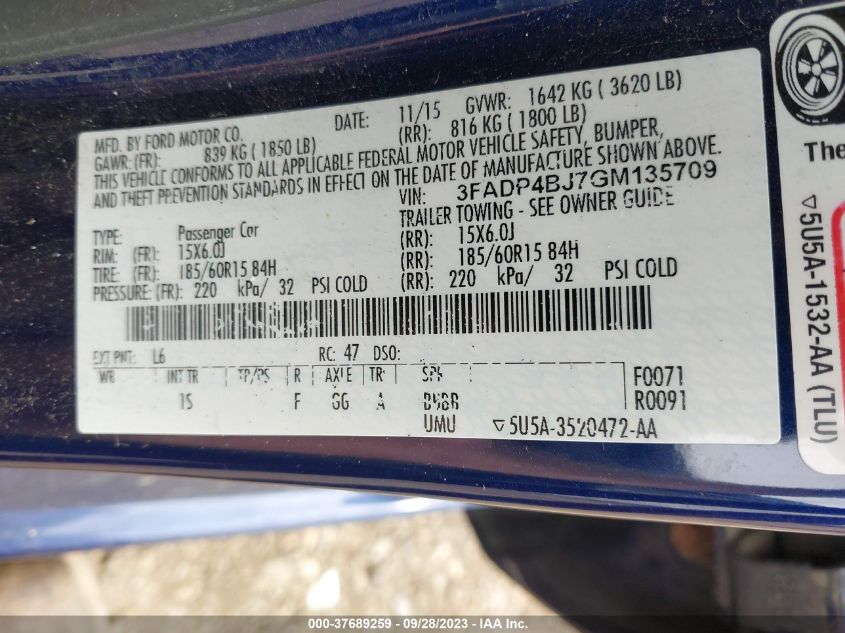 MFD. BY FORD MOTOR CO. DATE: 11/15 GVWR: 1642 KG ( 3620 LB)
GAWR: (FR): 839 KG ( 1850 LB) (RR): 816 KG ( 1800 LB)
THIS VEHICLE CONFORMS TO ALL APPLICABLE FEDERAL MOTOR VEHICLE SAFETY, BUMPER,
AND THEFT PREVENTION STANDARDS IN EFFECT ON THE DATE OF MANUFACTURE SHOWN ABOVE.
VIN: 3FADP4BJ7GM135709
TRAILER TOWING - SEE OWNER GUIDE
TYPE: Passenger Car
RIM: (FR): 15X6.0J (RR): 15X6.0J
TIRE: (FR): 185/60R15 84H (RR): 185/60R15 84H
PRESSURE: (FR): 220 kPa/ 32 PSI COLD (RR): 220 kPa/ 32 PSI COLD
EXT PNT: L6 RC: 47 DSO:
WB INT TR TP/PS R AXLE TR SPR F0071
IS F GG A R0091
UMU ▽5U5A-3520472-AA
The
▽5U5A-1532-AA (TLU)
000-37689259 - 09/28/2023 - IAA Inc.